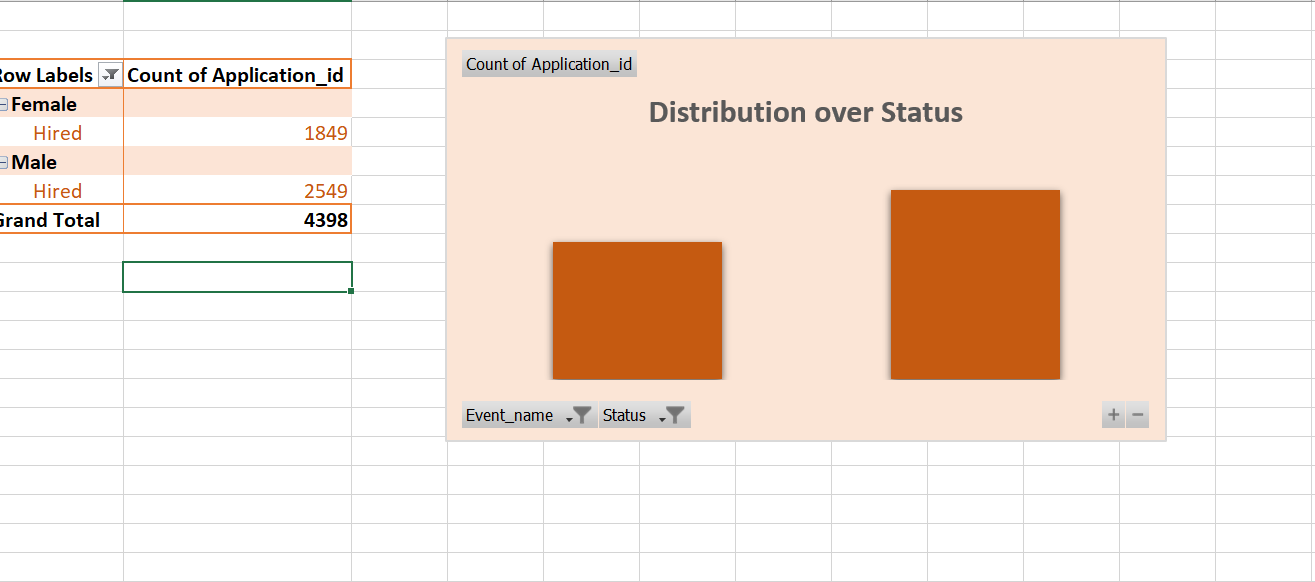 Row Labels Count of Application_id
Female
Hired 1849
Male
Hired 2549
Grand Total 4398
Count of Application_id
Distribution over Status
Event_name Status